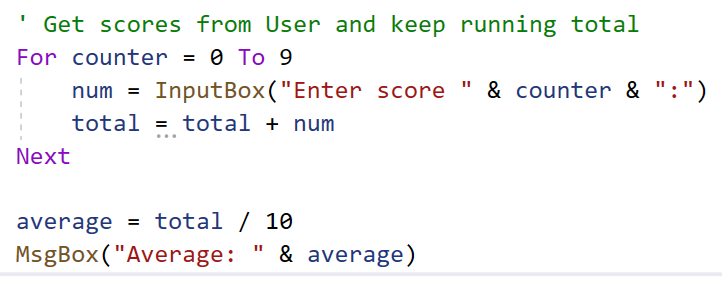 ' Get scores from User and keep running total
For counter = 0 To 9
    num = InputBox("Enter score " & counter & ":")
    total = total + num
Next

average = total / 10
MsgBox("Average: " & average)